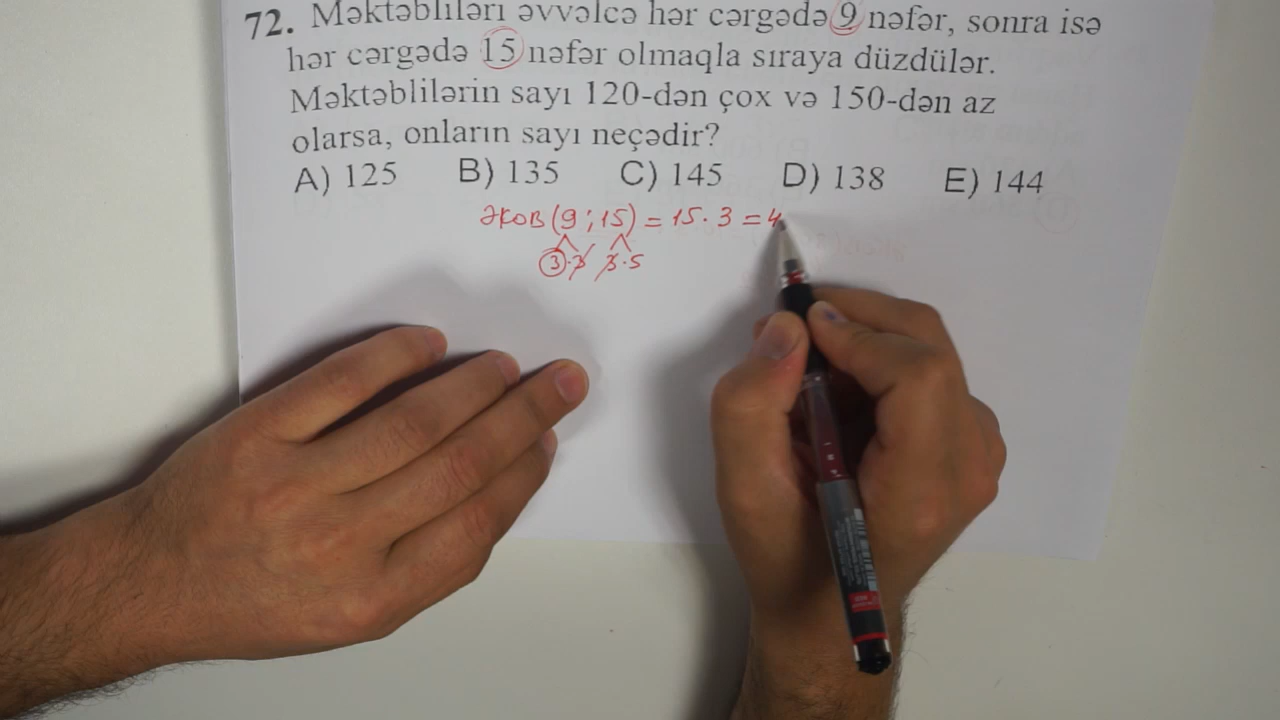 72. Məktəbliləri əvvəlcə hər cərgədə 9 nəfər, sonra isə
hər cərgədə 15 nəfər olmaqla sıraya düzdülər.
Məktəblilərin sayı 120-dən çox və 150-dən az
olarsa, onların sayı neçədir?
A) 125 B) 135 C) 145 D) 138 E) 144
ƏKOB (9 ; 15) = 15 · 3 = 4
3 · 3 3 · 5